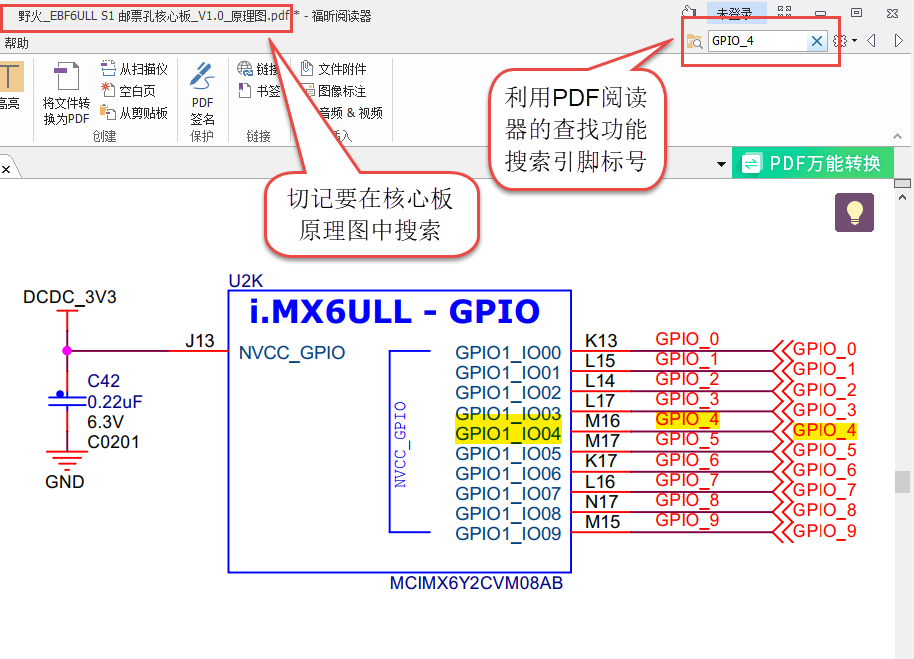 野火_EBF6ULL S1 邮票孔核心板_V1.0_原理图.pdf * - 福昕阅读器
未登录
帮助
GPIO_4
高亮
将文件转
换为PDF
从扫描仪
空白页
从剪贴板
创建
PDF
签名
保护
链接
书签
链接
文件附件
图像标注
音频 & 视频
插入
利用PDF阅读
器的查找功能
搜索引脚标号
切记要在核心板
原理图中搜索
PDF万能转换
U2K
DCDC_3V3
i.MX6ULL - GPIO
J13
NVCC_GPIO
NVCC_GPIO
C42
0.22uF
6.3V
C0201
GND
GPIO1_IO00 K13 GPIO_0 GPIO_0
GPIO1_IO01 L15 GPIO_1 GPIO_1
GPIO1_IO02 L14 GPIO_2 GPIO_2
GPIO1_IO03 L17 GPIO_3 GPIO_3
GPIO1_IO04 M16 GPIO_4 GPIO_4
GPIO1_IO05 M17 GPIO_5 GPIO_5
GPIO1_IO06 K17 GPIO_6 GPIO_6
GPIO1_IO07 L16 GPIO_7 GPIO_7
GPIO1_IO08 N17 GPIO_8 GPIO_8
GPIO1_IO09 M15 GPIO_9 GPIO_9
MCIMX6Y2CVM08AB